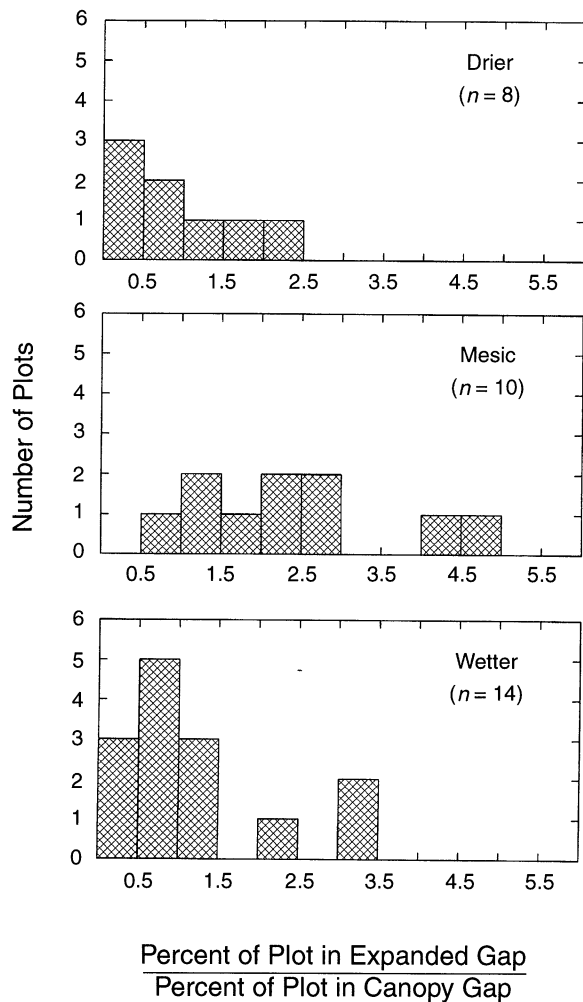 6
5
4
3
2
1
0
Drier
(n = 8)
0.5 1.5 2.5 3.5 4.5 5.5
6
5
4
3
2
1
0
Mesic
(n = 10)
0.5 1.5 2.5 3.5 4.5 5.5
6
5
4
3
2
1
0
Wetter
(n = 14)
0.5 1.5 2.5 3.5 4.5 5.5
Number of Plots
Percent of Plot in Expanded Gap
Percent of Plot in Canopy Gap